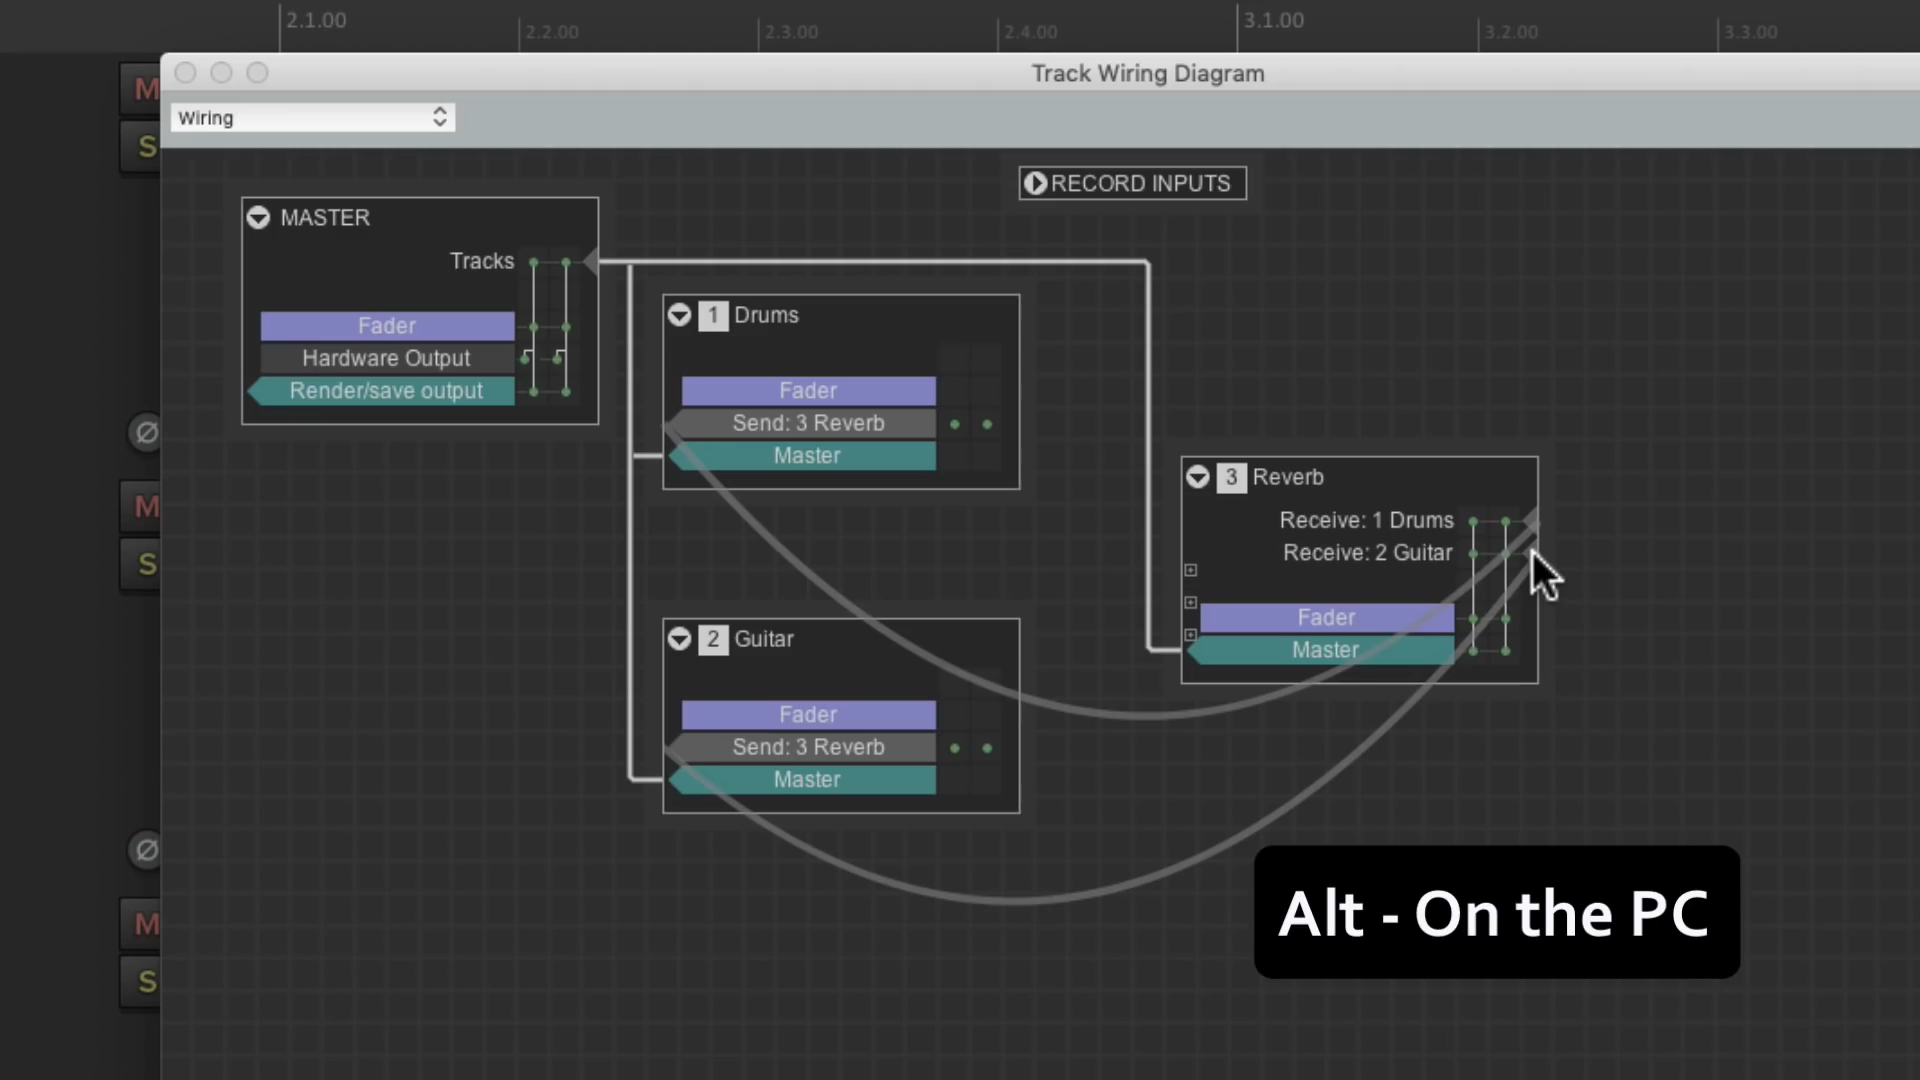 2.1.00
2.2.00
2.3.00
2.4.00
3.1.00
3.2.00
3.3.00
Track Wiring Diagram
Wiring
M
S
RECORD INPUTS
MASTER
Tracks
Fader
Hardware Output
Render/save output
1 Drums
Fader
Send: 3 Reverb
Master
3 Reverb
Receive: 1 Drums
Receive: 2 Guitar
Fader
Master
Ø
M
S
2 Guitar
Fader
Send: 3 Reverb
Master
Ø
M
S
Alt - On the PC